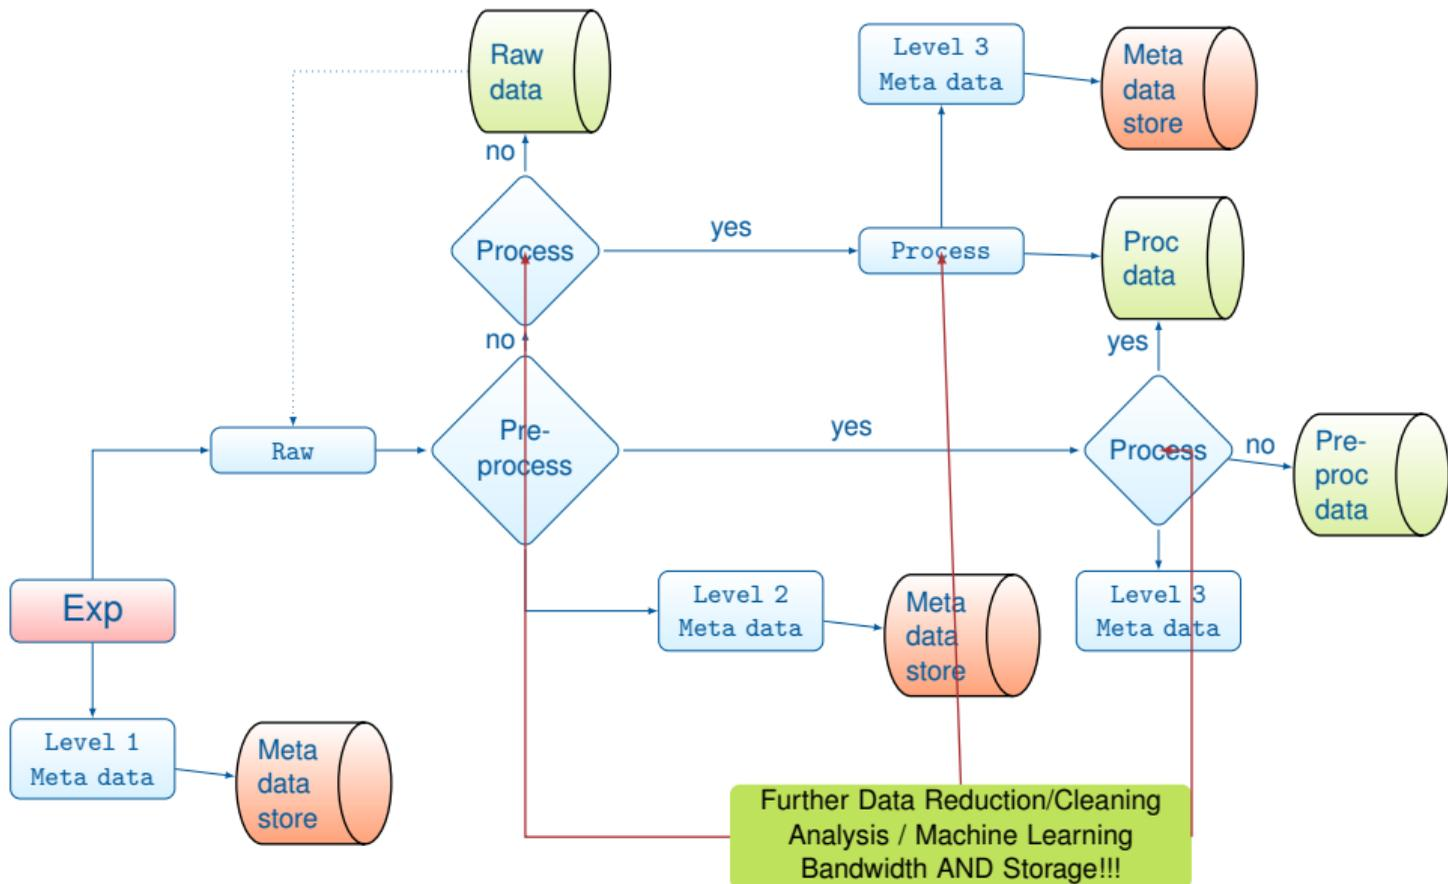 Raw
data
Level 3
Meta data
Meta
data
store
no
Process
yes
Process
Proc
data
no
yes
Raw
Pre-
process
yes
Process
no
Pre-
proc
data
Exp
Level 2
Meta data
Meta
data
store
Level 3
Meta data
Level 1
Meta data
Meta
data
store
Further Data Reduction/Cleaning
Analysis / Machine Learning
Bandwidth AND Storage!!!